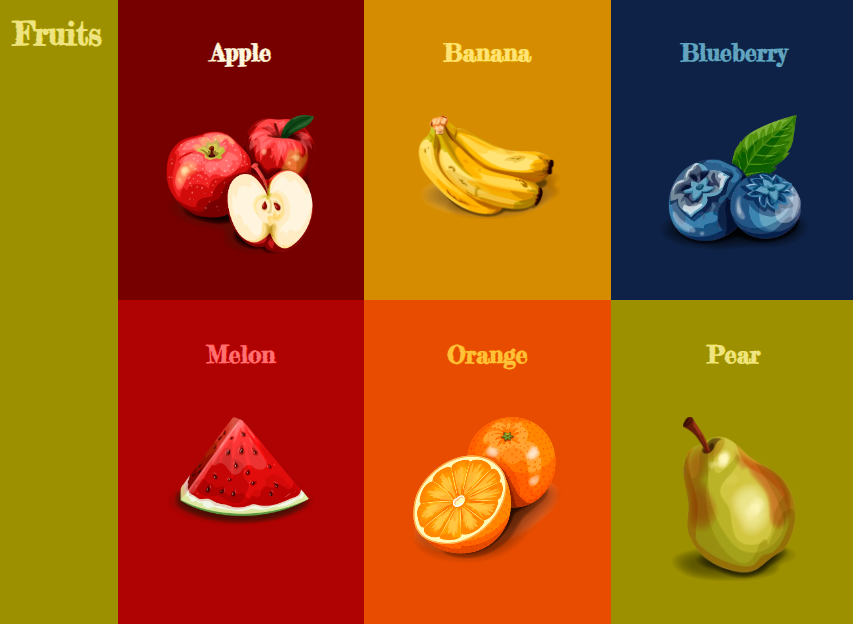 Fruits
Apple
Banana
Blueberry
Melon
Orange
Pear